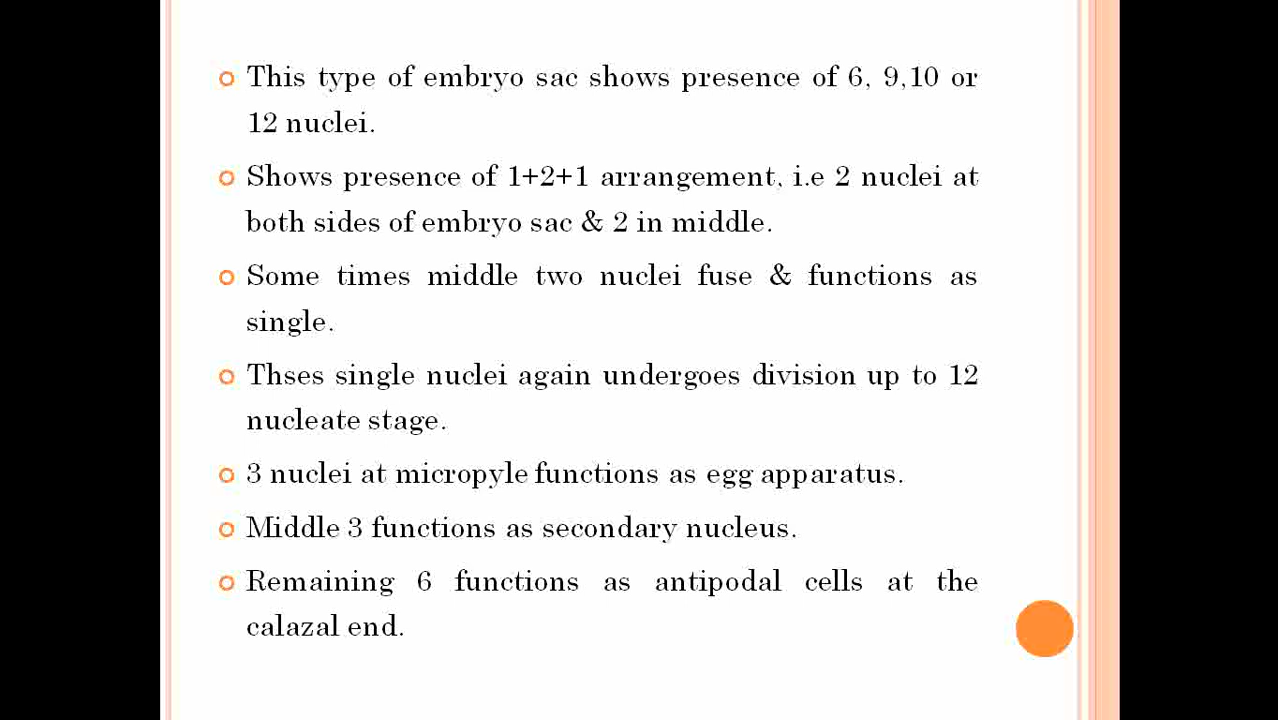 This type of embryo sac shows presence of 6, 9,10 or
12 nuclei.
Shows presence of 1+2+1 arrangement, i.e 2 nuclei at
both sides of embryo sac & 2 in middle.
Some times middle two nuclei fuse & functions as
single.
Thses single nuclei again undergoes division up to 12
nucleate stage.
3 nuclei at micropyle functions as egg apparatus.
Middle 3 functions as secondary nucleus.
Remaining 6 functions as antipodal cells at the
calazal end.